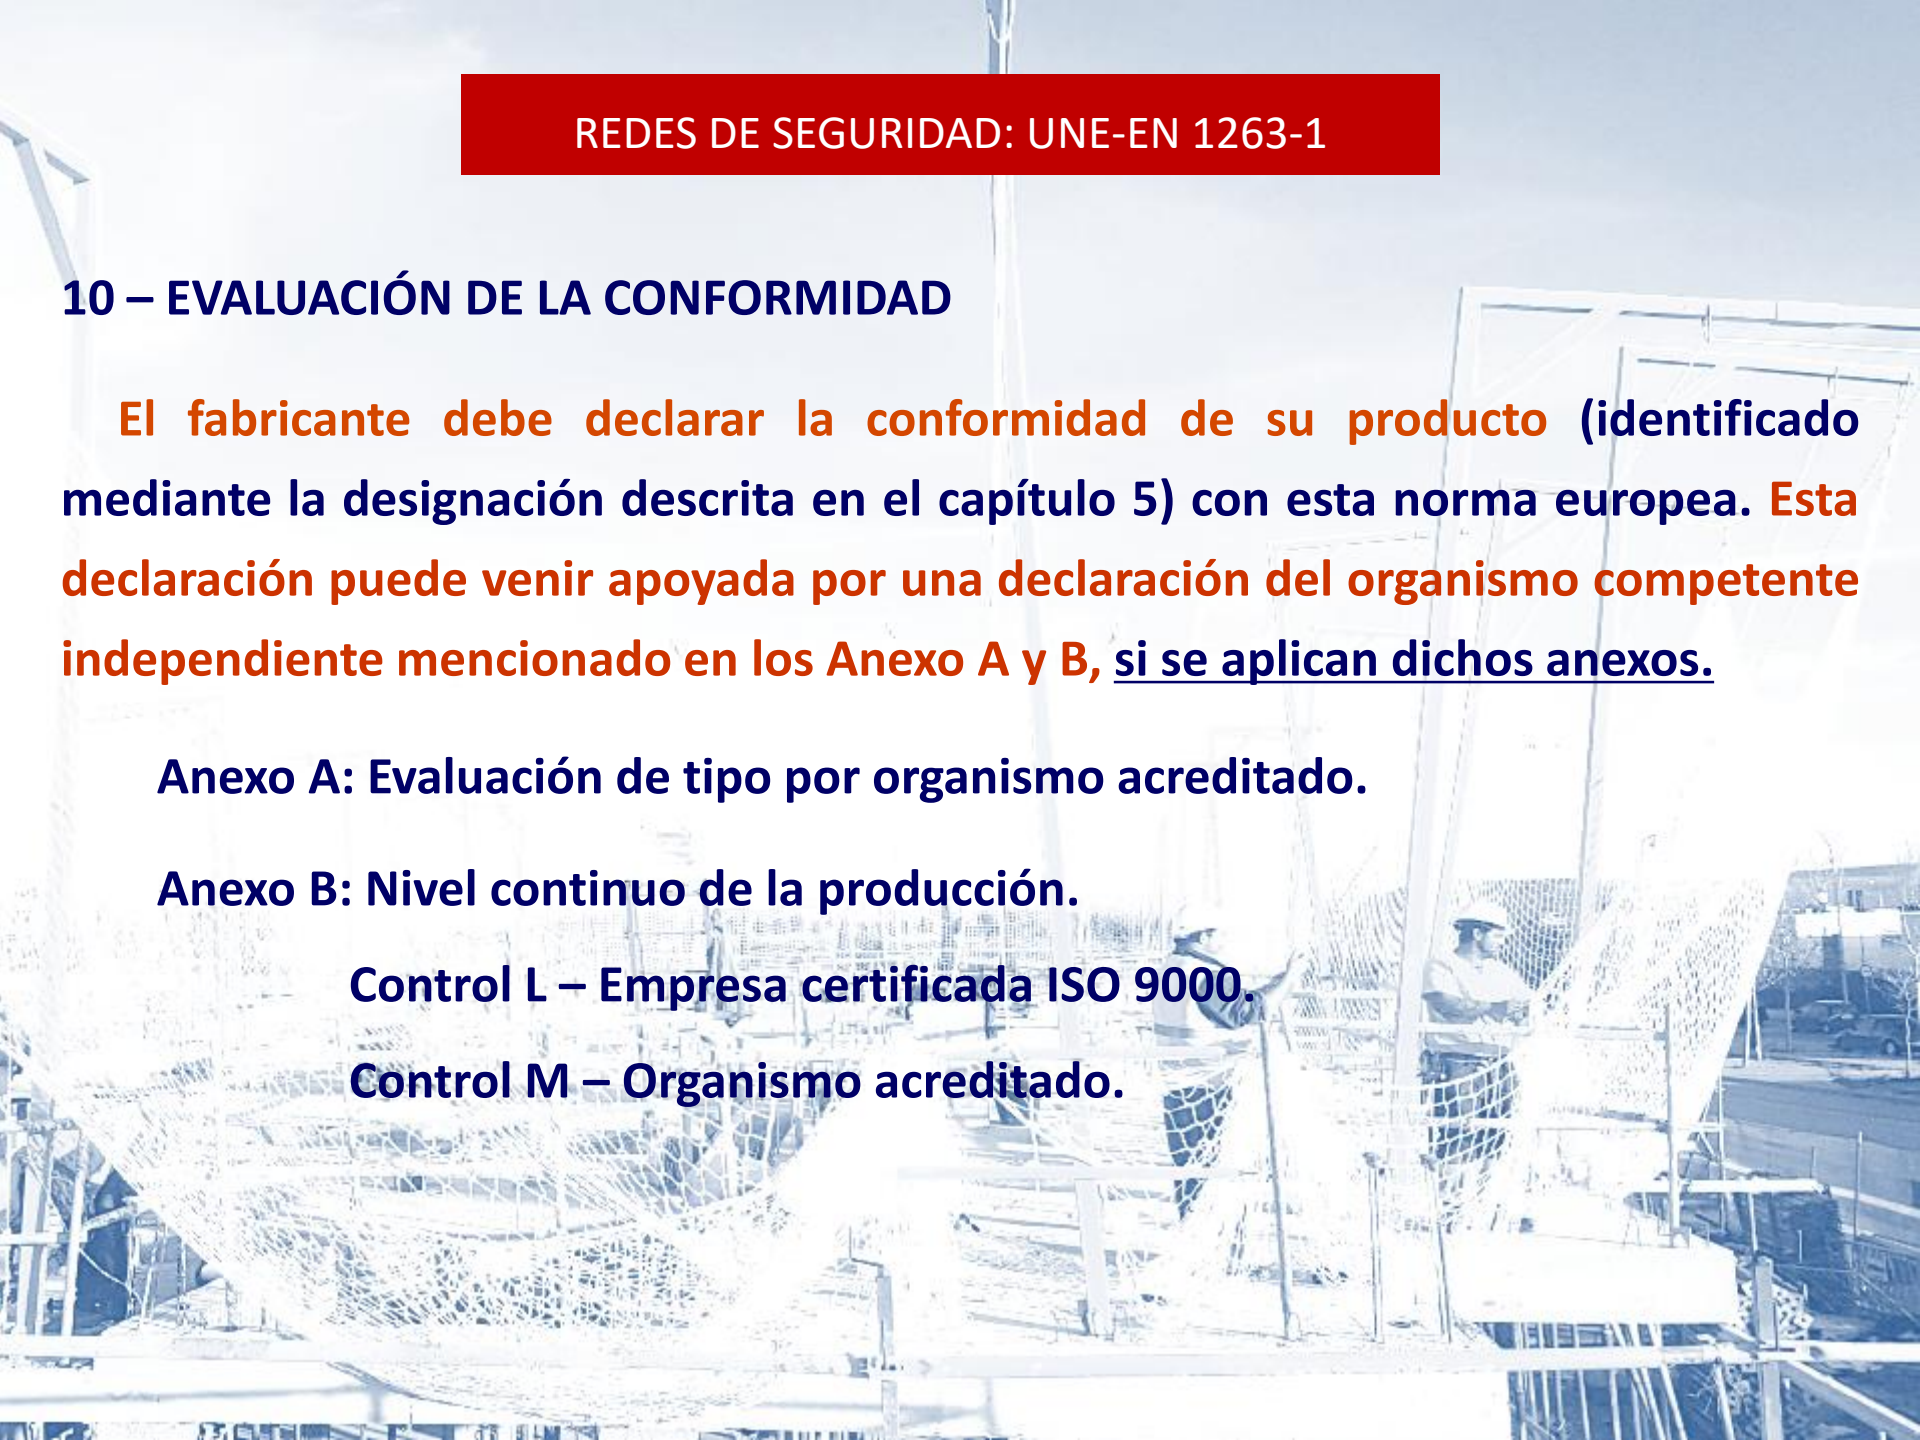 REDES DE SEGURIDAD: UNE-EN 1263-1
10 – EVALUACIÓN DE LA CONFORMIDAD
El fabricante debe declarar la conformidad de su producto (identificado
mediante la designación descrita en el capítulo 5) con esta norma europea. Esta
declaración puede venir apoyada por una declaración del organismo competente
independiente mencionado en los Anexo A y B, si se aplican dichos anexos.
Anexo A: Evaluación de tipo por organismo acreditado.
Anexo B: Nivel continuo de la producción.
Control L – Empresa certificada ISO 9000.
Control M – Organismo acreditado.